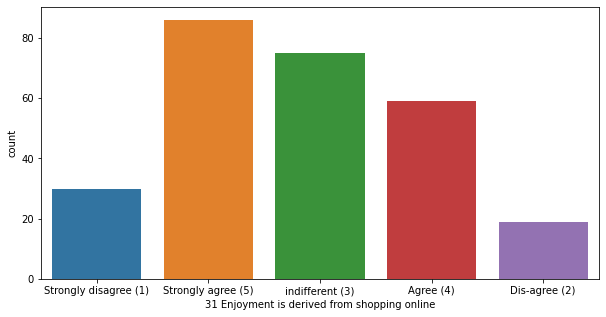 80
60
40
20
0
count
Strongly disagree (1) Strongly agree (5) indifferent (3) Agree (4) Dis-agree (2)
31 Enjoyment is derived from shopping online